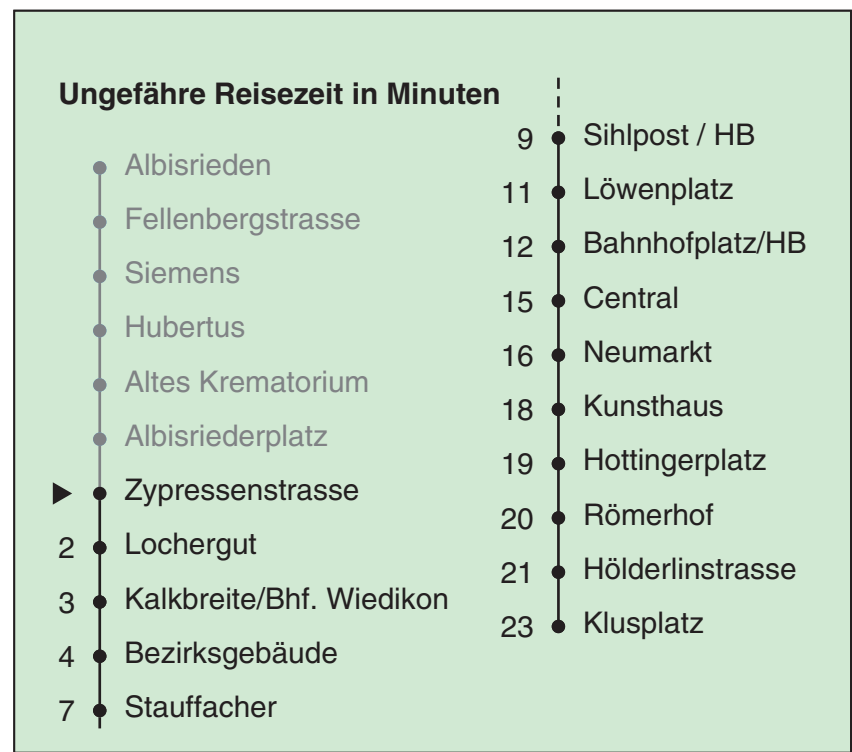 Ungefähre Reisezeit in Minuten
Albisrieden
Fellenbergstrasse
Siemens
Hubertus
Altes Krematorium
Albisriederplatz
Zypressenstrasse
2 Lochergut
3 Kalkbreite/Bhf. Wiedikon
4 Bezirksgebäude
7 Stauffacher
9 Sihlpost / HB
11 Löwenplatz
12 Bahnhofplatz/HB
15 Central
16 Neumarkt
18 Kunsthaus
19 Hottingerplatz
20 Römerhof
21 Hölderlinstrasse
23 Klusplatz